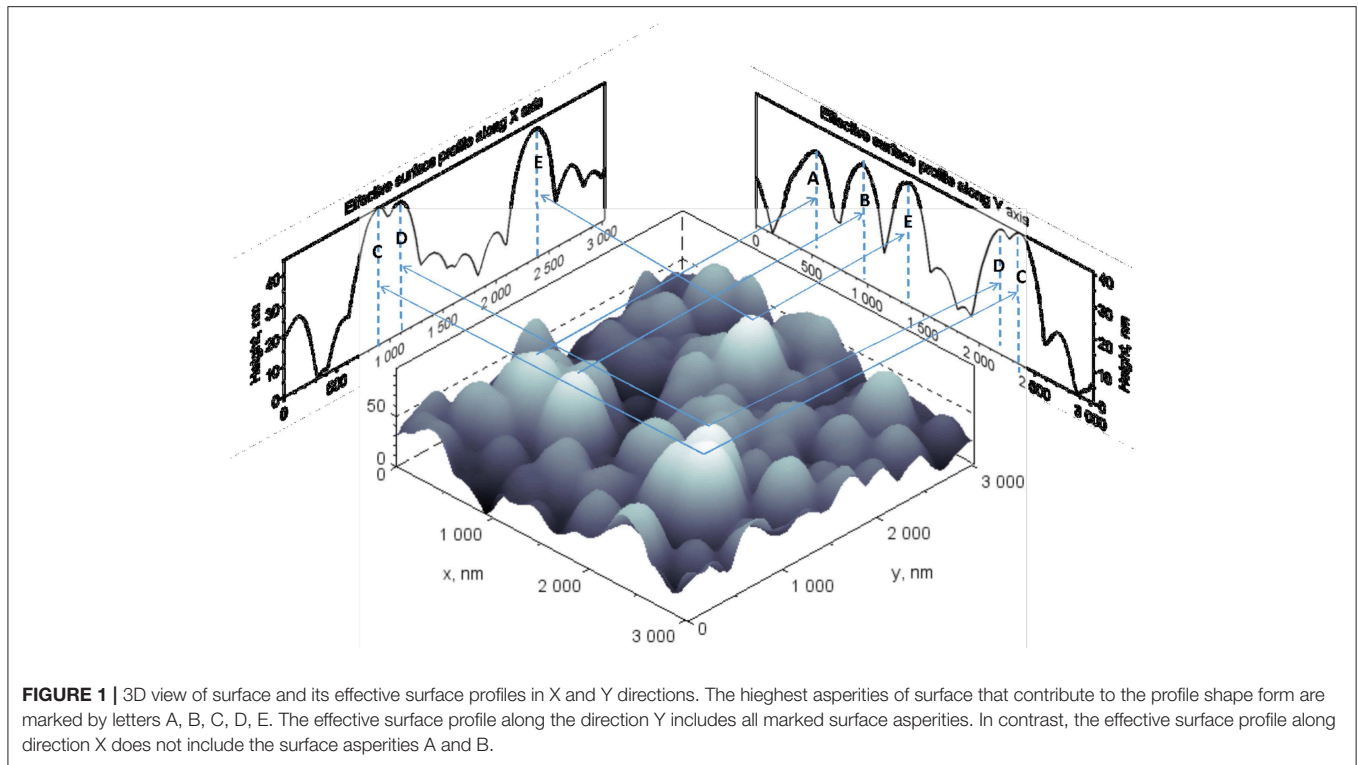 Effective surface profile along X axis
E
C
D
Height, nm
40
30
20
10
0
0
500
1 000
1 500
2 000
2 500
3 000
Effective surface profile along Y axis
A
B
E
D
C
0
500
1 000
1 500
2 000
2 500
3 000
40
30
20
10
0
Height, nm
50
0
0
1 000
2 000
3 000
x, nm
0
1 000
2 000
3 000
y, nm
FIGURE 1 | 3D view of surface and its effective surface profiles in X and Y directions. The hieghest asperities of surface that contribute to the profile shape form are
marked by letters A, B, C, D, E. The effective surface profile along the direction Y includes all marked surface asperities. In contrast, the effective surface profile along
direction X does not include the surface asperities A and B.